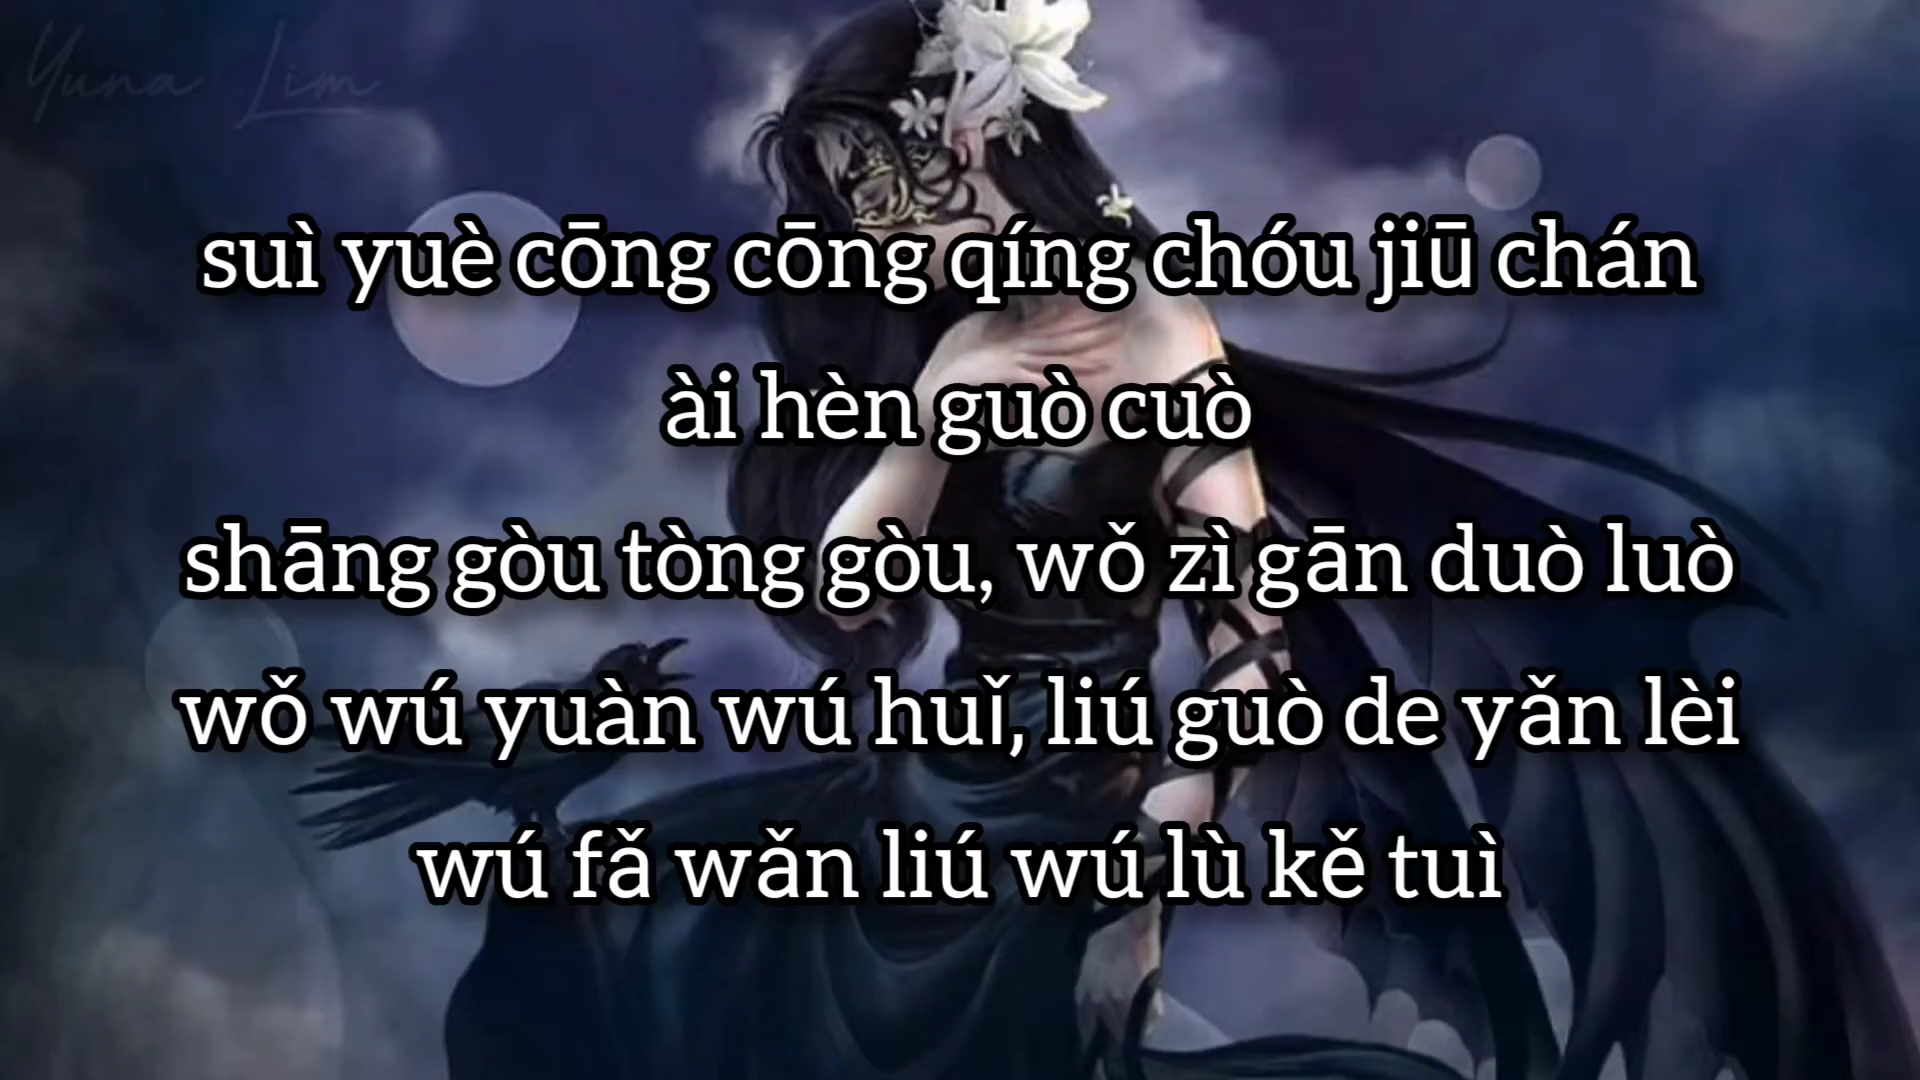 Yuna Lim
suì yuè cōng cōng qíng chóu jiū chán
ài hèn guò cuò
shāng gòu tòng gòu, wǒ zì gān duò luò
wǒ wú yuàn wú huǐ, liú guò de yǎn lèi
wú fǎ wǎn liú wú lù kě tuì